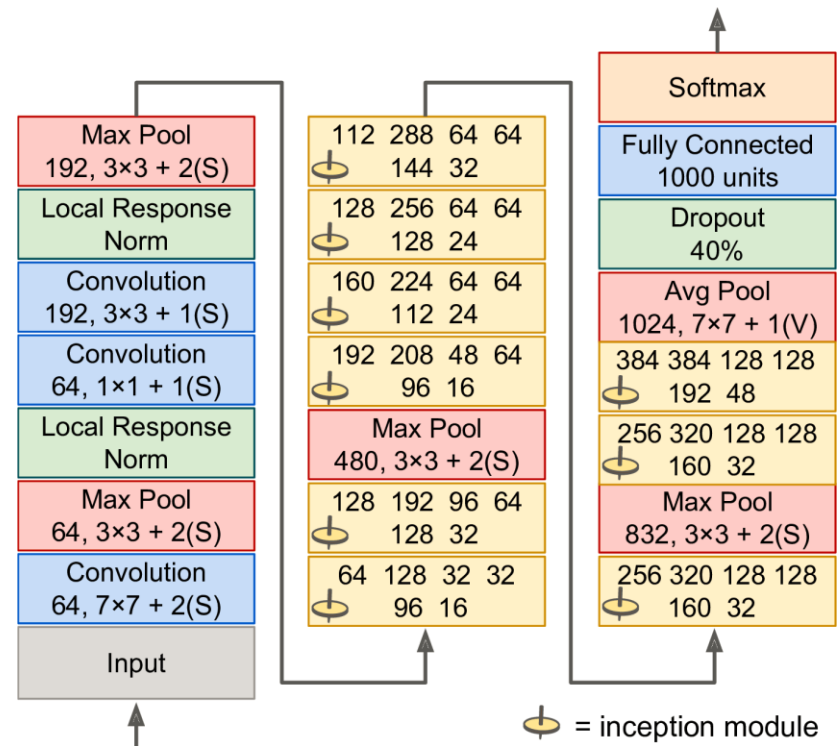 Max Pool
192, 3×3 + 2(S)
Local Response
Norm
Convolution
192, 3×3 + 1(S)
Convolution
64, 1×1 + 1(S)
Local Response
Norm
Max Pool
64, 3×3 + 2(S)
Convolution
64, 7×7 + 2(S)
Input
112 288 64 64
144 32
128 256 64 64
128 24
160 224 64 64
112 24
192 208 48 64
96 16
Max Pool
480, 3×3 + 2(S)
128 192 96 64
128 32
64 128 32 32
96 16
Softmax
Fully Connected
1000 units
Dropout
40%
Avg Pool
1024, 7×7 + 1(V)
384 384 128 128
192 48
256 320 128 128
160 32
Max Pool
832, 3×3 + 2(S)
256 320 128 128
160 32
= inception module